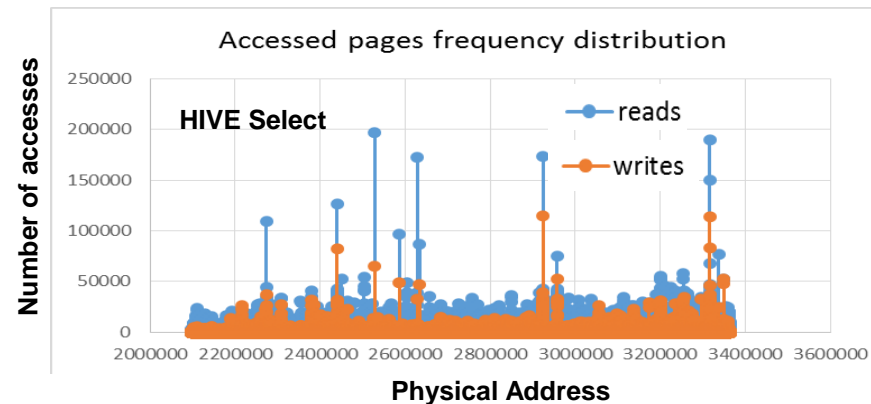 Accessed pages frequency distribution
Number of accesses
250000
200000
150000
100000
50000
0
HIVE Select
reads
writes
2000000 2200000 2400000 2600000 2800000 3000000 3200000 3400000 3600000
Physical Address